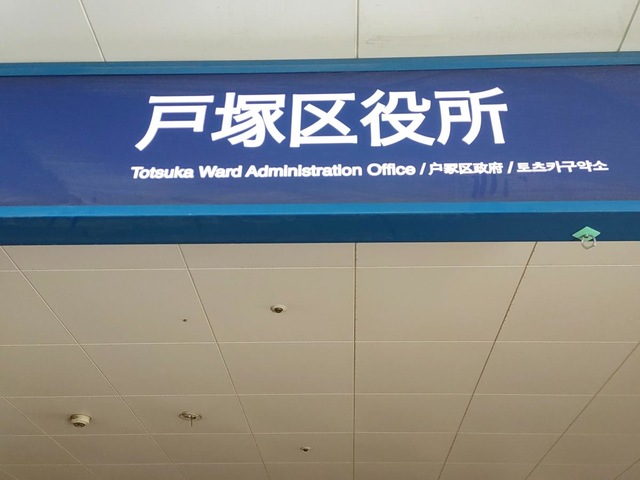 戸塚区役所
Totsuka Ward Administration Office / 户冢区政府 / 토츠카구약소